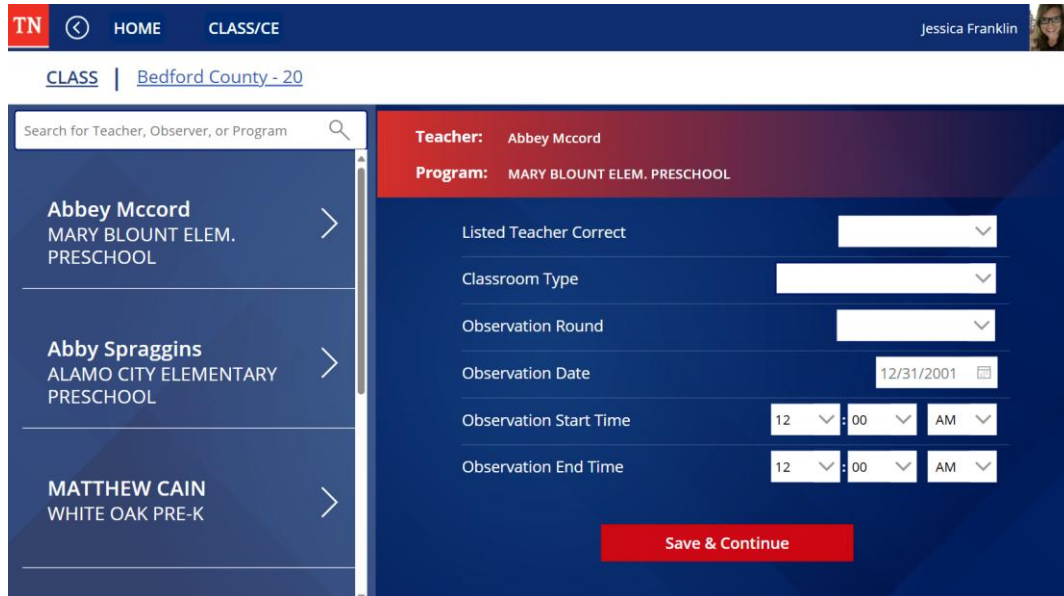 TN HOME CLASS/CE Jessica Franklin
CLASS | Bedford County - 20
Search for Teacher, Observer, or Program
Abbey Mccord
MARY BLOUNT ELEM.
PRESCHOOL
Abby Spraggins
ALAMO CITY ELEMENTARY
PRESCHOOL
MATTHEW CAIN
WHITE OAK PRE-K
Teacher: Abbey Mccord
Program: MARY BLOUNT ELEM. PRESCHOOL
Listed Teacher Correct
Classroom Type
Observation Round
Observation Date 12/31/2001
Observation Start Time 12 : 00 AM
Observation End Time 12 : 00 AM
Save & Continue